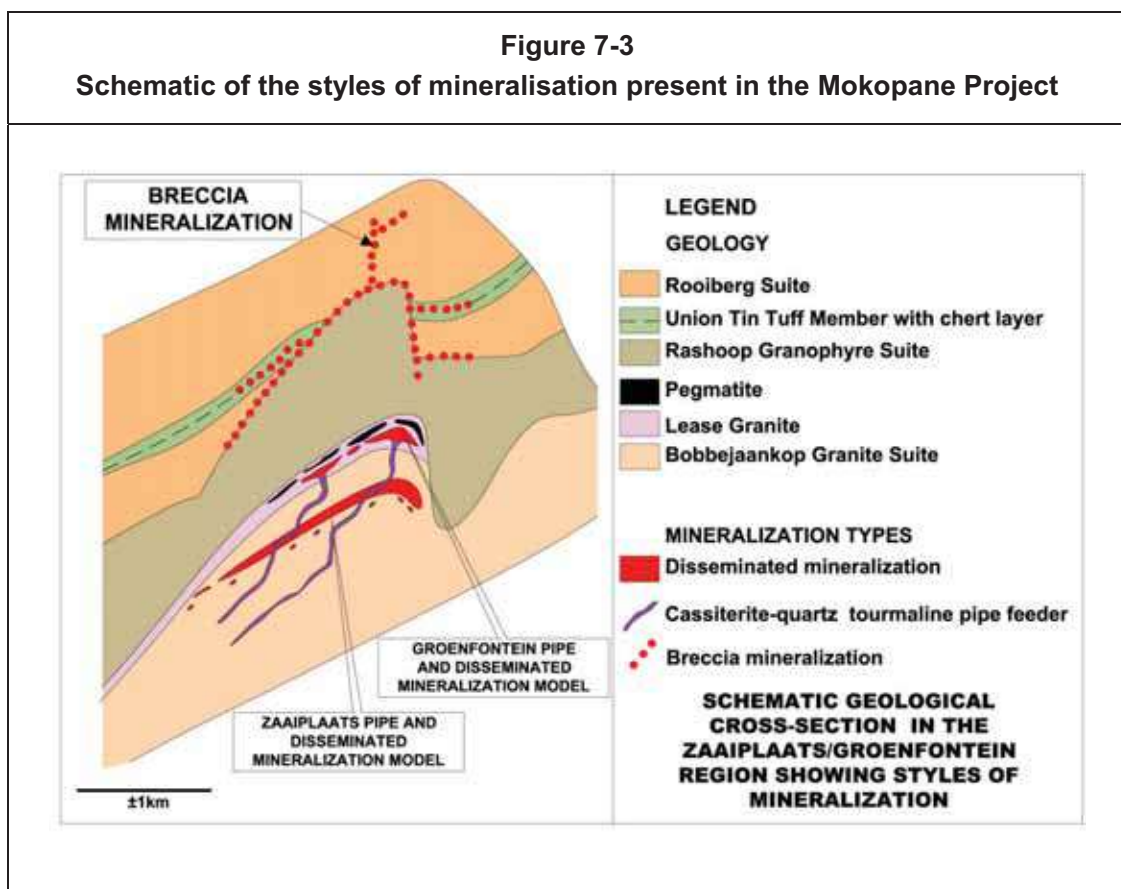 Figure 7-3
Schematic of the styles of mineralisation present in the Mokopane Project
BRECCIA
MINERALIZATION
GROENFONTEIN PIPE
AND DISSEMINATED
MINERALIZATION MODEL
ZAAIPLAATS PIPE AND
DISSEMINATED
MINERALIZATION MODEL
±1km
LEGEND
GEOLOGY
Rooiberg Suite
Union Tin Tuff Member with chert layer
Rashoop Granophyre Suite
Pegmatite
Lease Granite
Bobbejaankop Granite Suite
MINERALIZATION TYPES
Disseminated mineralization
Cassiterite-quartz tourmaline pipe feeder
Breccia mineralization
SCHEMATIC GEOLOGICAL
CROSS-SECTION IN THE
ZAAIPLAATS/GROENFONTEIN
REGION SHOWING STYLES OF
MINERALIZATION